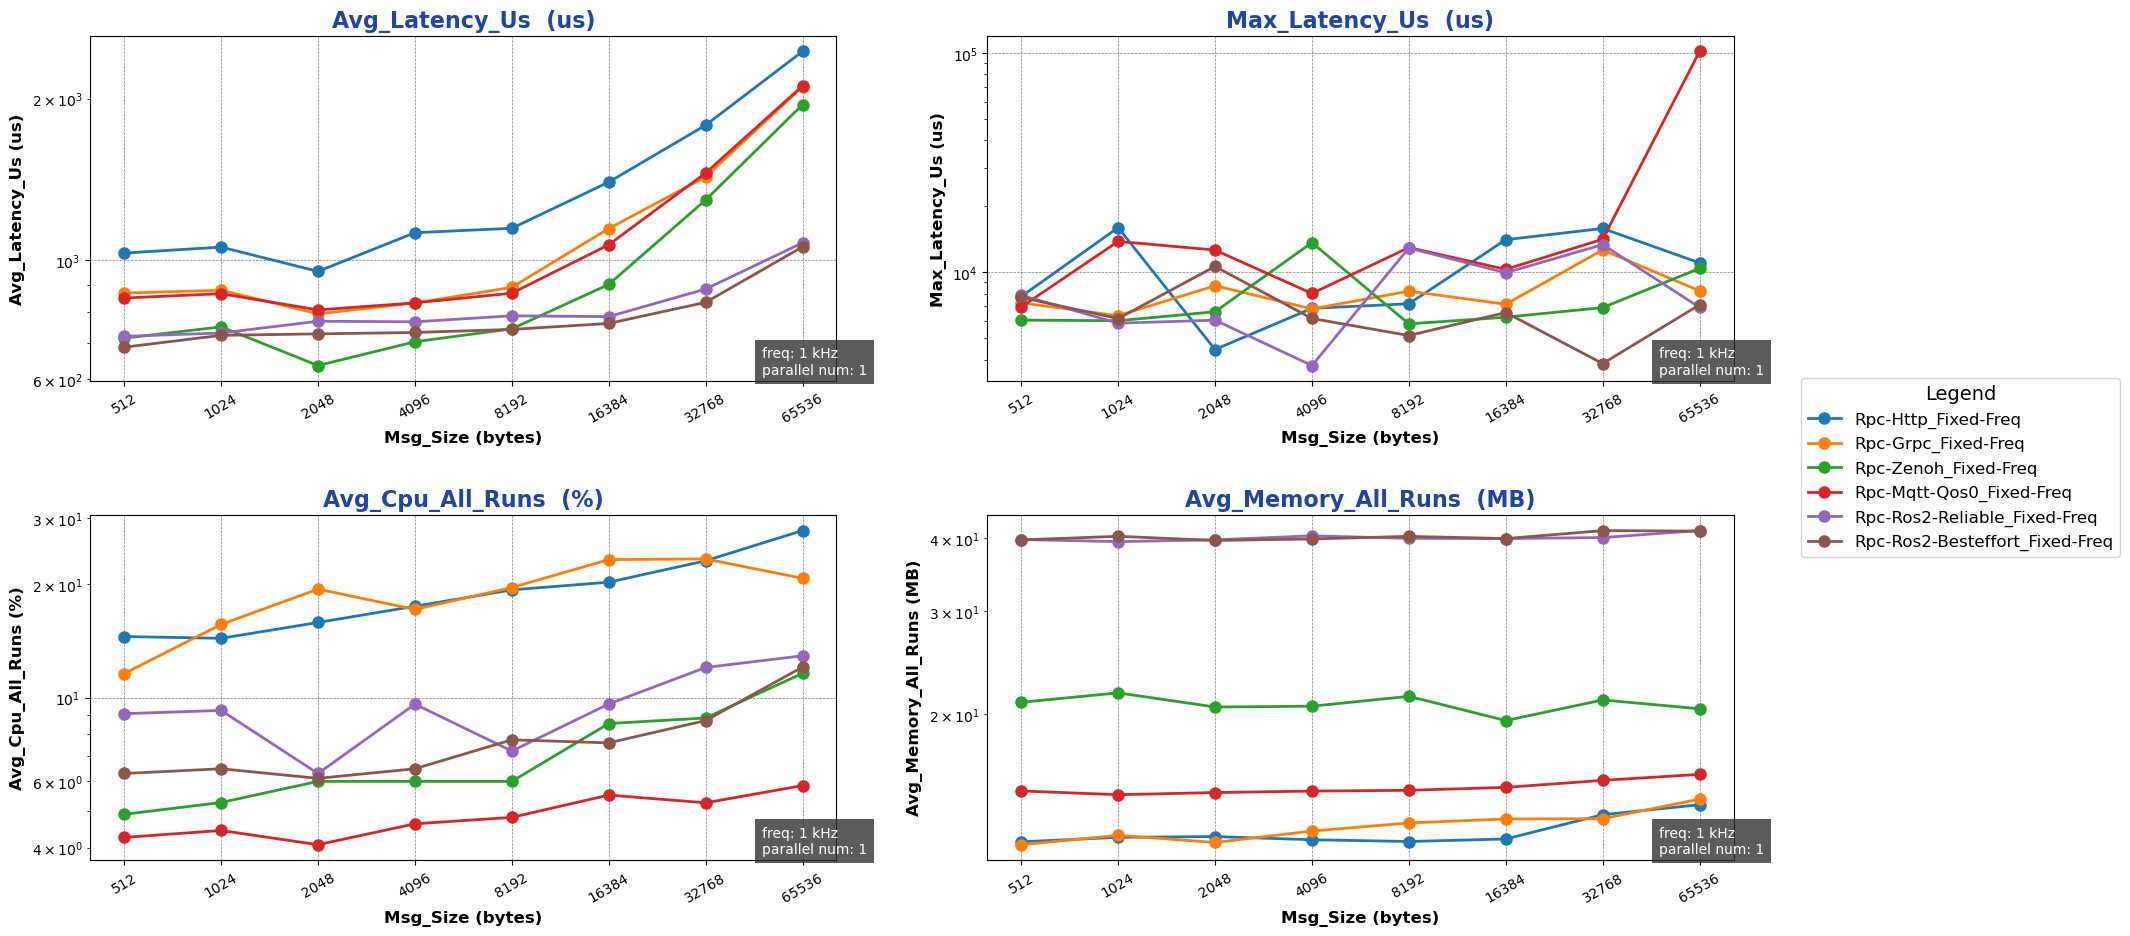 Avg_Latency_Us  (us)
Avg_Latency_Us (us)
2 × 10³
10³
6 × 10²
512
1024
2048
4096
8192
16384
32768
65536
Msg_Size (bytes)
freq: 1 kHz
parallel num: 1
Max_Latency_Us  (us)
Max_Latency_Us (us)
10⁵
10⁴
512
1024
2048
4096
8192
16384
32768
65536
Msg_Size (bytes)
freq: 1 kHz
parallel num: 1
Avg_Cpu_All_Runs  (%)
Avg_Cpu_All_Runs (%)
3 × 10¹
2 × 10¹
10¹
6 × 10⁰
4 × 10⁰
512
1024
2048
4096
8192
16384
32768
65536
Msg_Size (bytes)
freq: 1 kHz
parallel num: 1
Avg_Memory_All_Runs  (MB)
Avg_Memory_All_Runs (MB)
4 × 10¹
3 × 10¹
2 × 10¹
512
1024
2048
4096
8192
16384
32768
65536
Msg_Size (bytes)
freq: 1 kHz
parallel num: 1
Legend
Rpc-Http_Fixed-Freq
Rpc-Grpc_Fixed-Freq
Rpc-Zenoh_Fixed-Freq
Rpc-Mqtt-Qos0_Fixed-Freq
Rpc-Ros2-Reliable_Fixed-Freq
Rpc-Ros2-Besteffort_Fixed-Freq